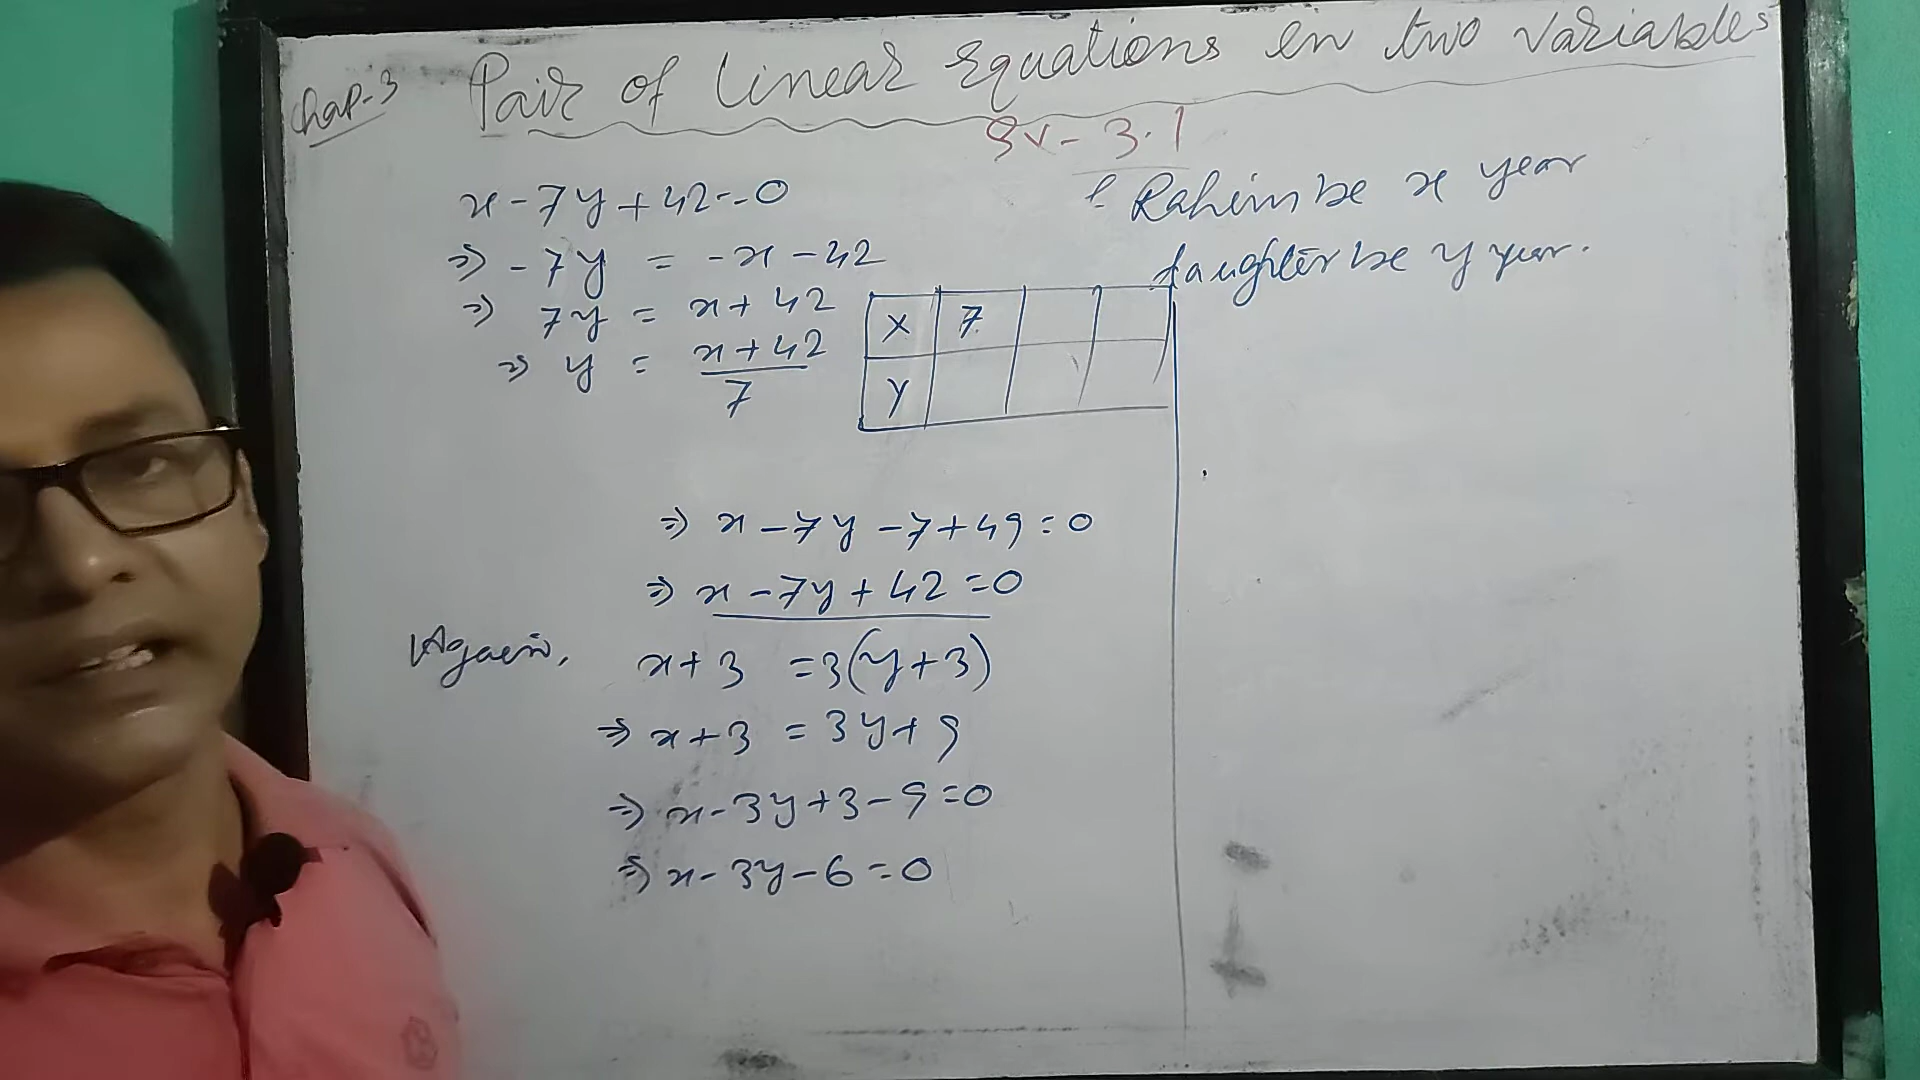 Chap-3 Pair of Linear Equations in two variables
Ex-3.1
1. Rahim be x year
daughter be y year.
x-7y+42=0
⇒ -7y = -x-42
⇒ 7y = x+42
⇒ y = x+42
7
X 7
Y
⇒ x-7y-7+49=0
⇒ x-7y+42=0
Again, x+3 =3(y+3)
⇒ x+3 = 3y+9
⇒ x-3y+3-9=0
⇒ x-3y-6=0